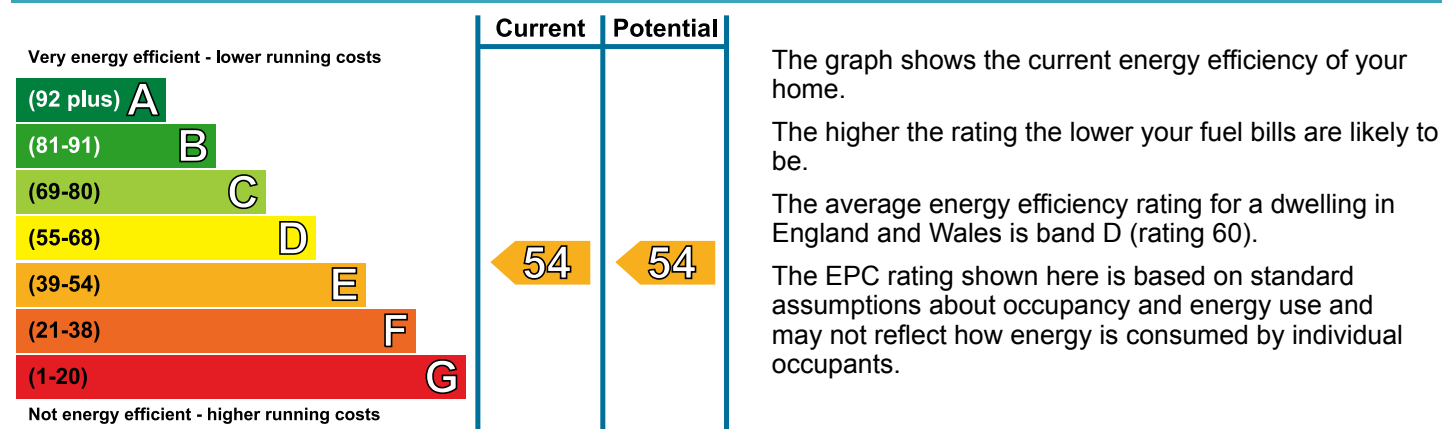 Current Potential
Very energy efficient - lower running costs
(92 plus) A
(81-91) B
(69-80) C
(55-68) D
(39-54) E
(21-38) F
(1-20) G
Not energy efficient - higher running costs
54 54
The graph shows the current energy efficiency of your
home.
The higher the rating the lower your fuel bills are likely to
be.
The average energy efficiency rating for a dwelling in
England and Wales is band D (rating 60).
The EPC rating shown here is based on standard
assumptions about occupancy and energy use and
may not reflect how energy is consumed by individual
occupants.